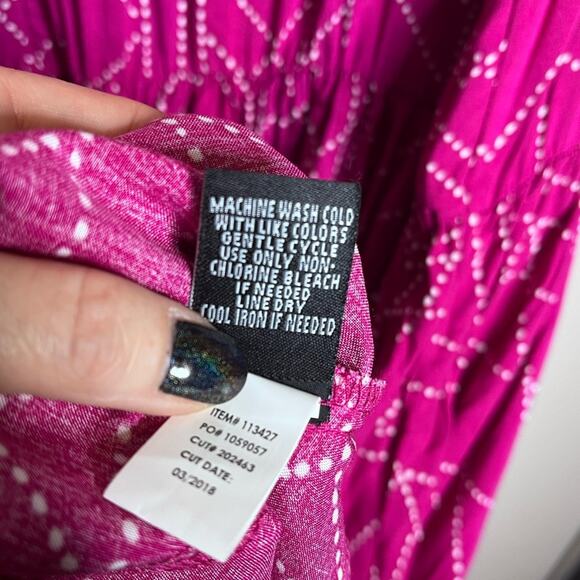 MACHINE WASH COLD
WITH LIKE COLORS
GENTLE CYCLE
USE ONLY NON-
CHLORINE BLEACH
IF NEEDED
LINE DRY
COOL IRON IF NEEDED
ITEM# 113427
PO# 1059057
CUT# 202463
CUT DATE:
03/2018